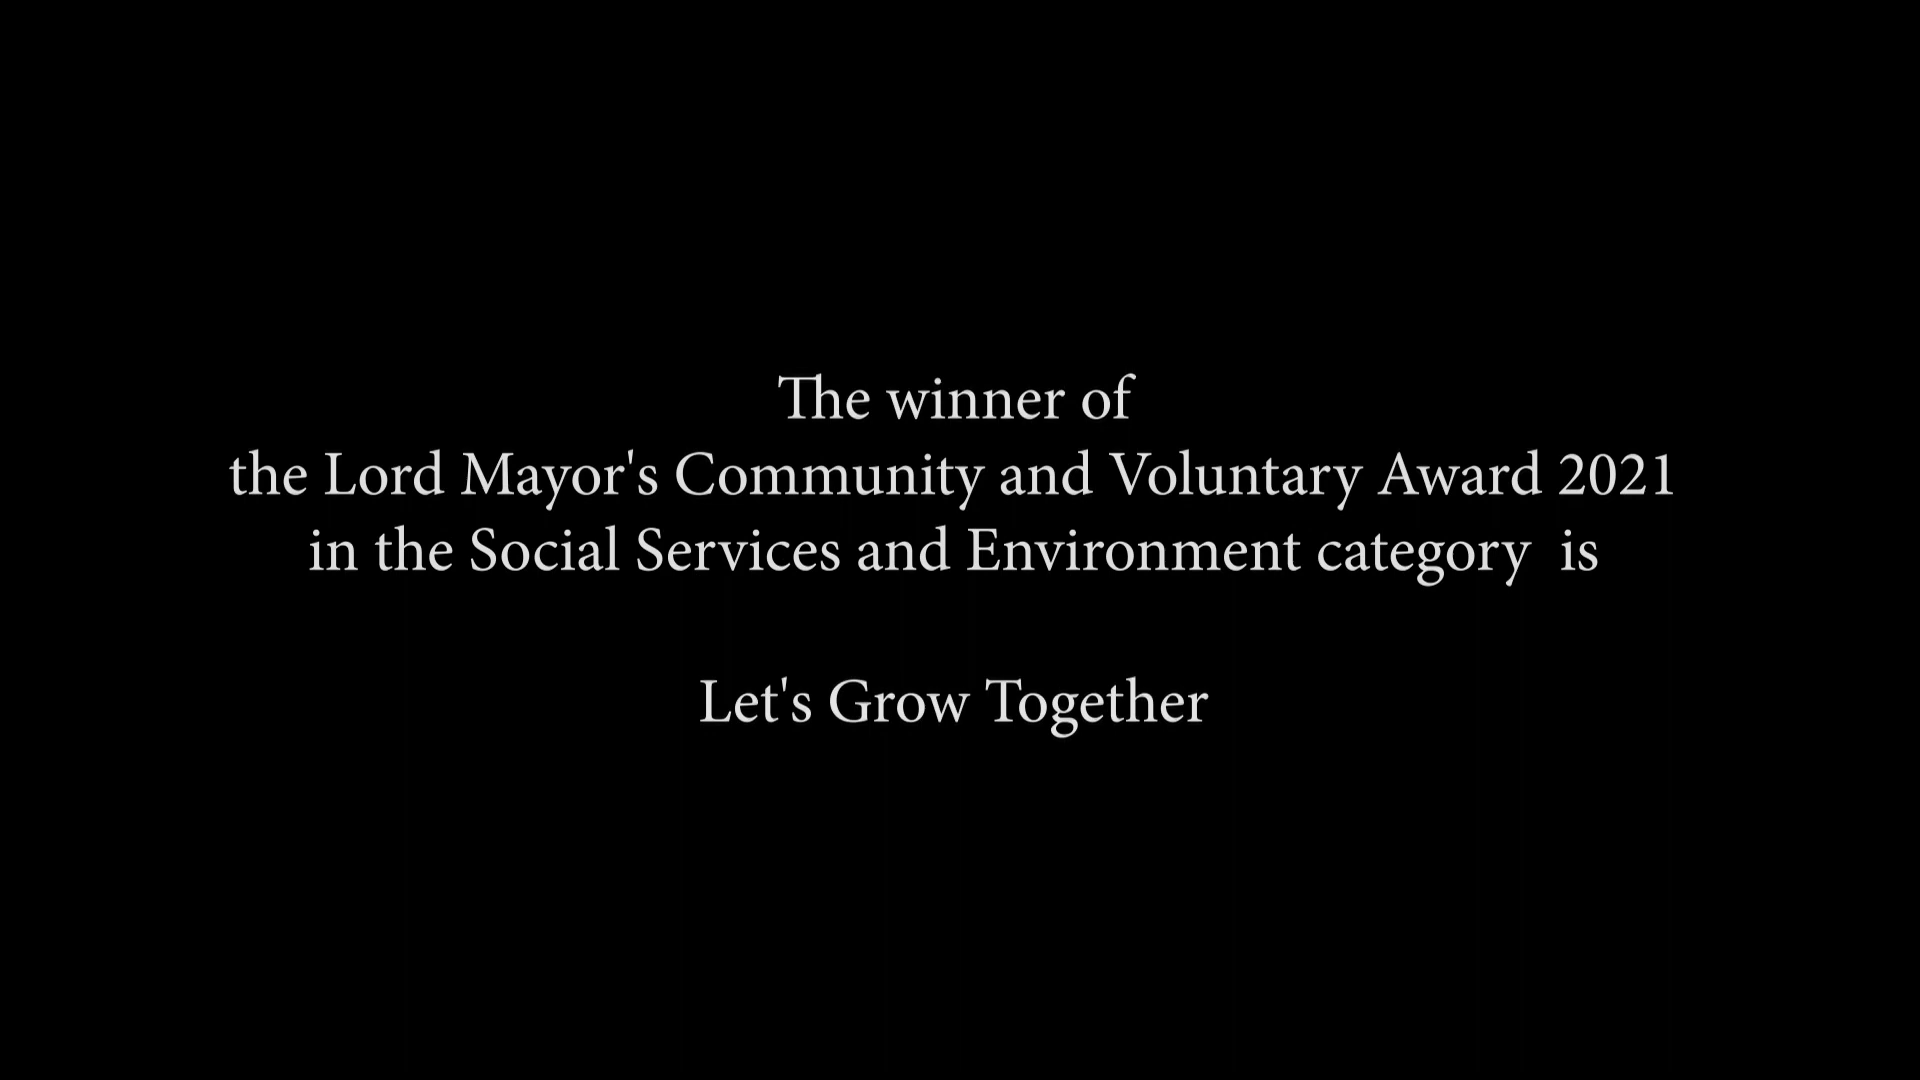 The winner of
the Lord Mayor's Community and Voluntary Award 2021
in the Social Services and Environment category  is
Let's Grow Together